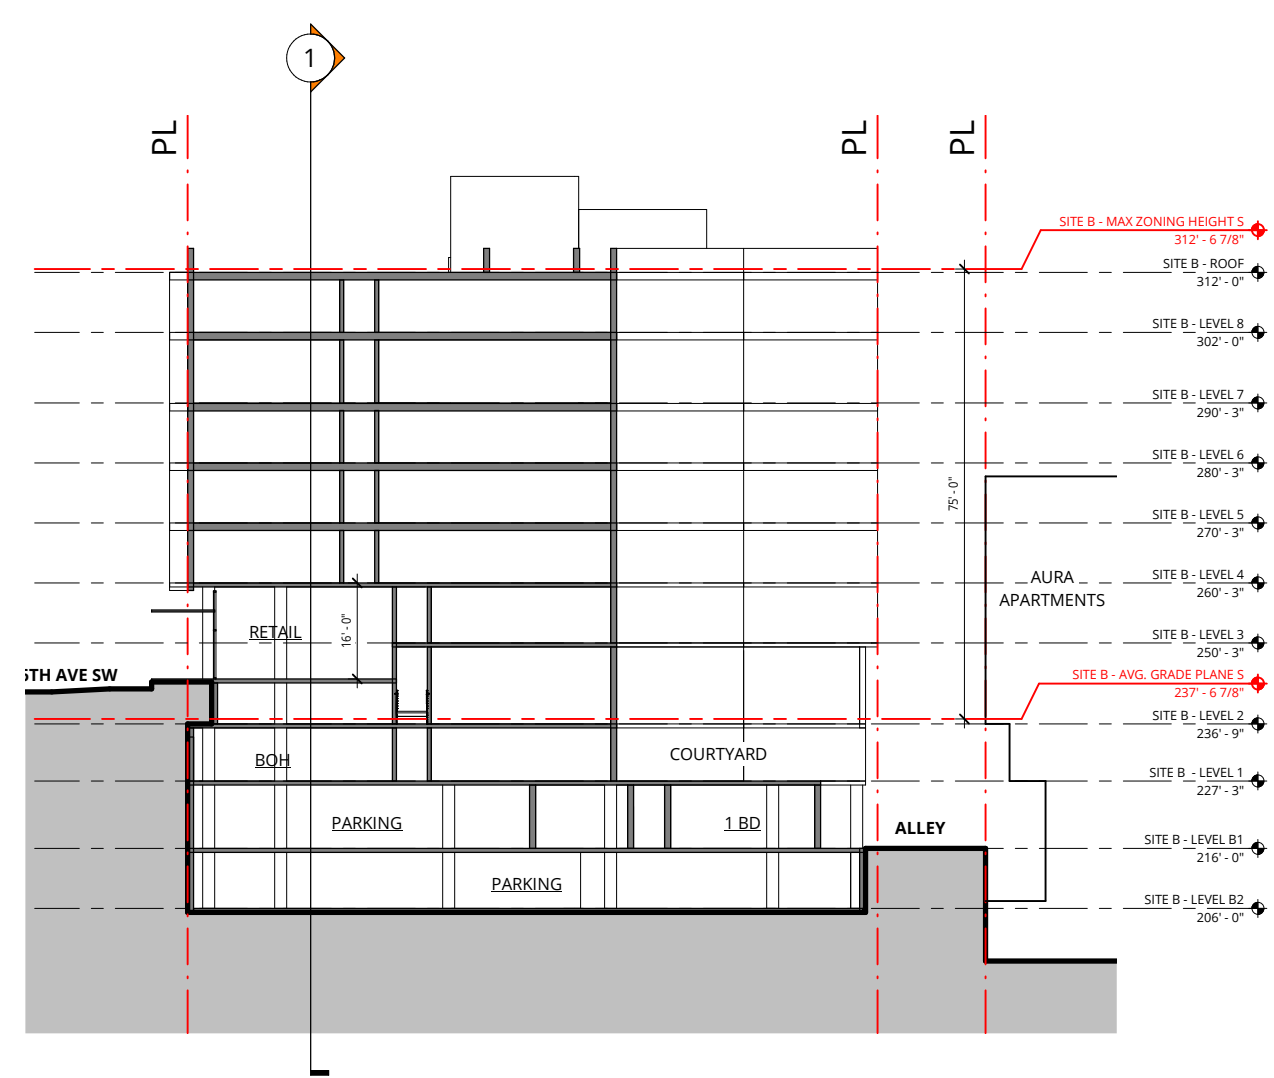 1
PL
PL
PL
SITE B - MAX ZONING HEIGHT S
312' - 6 7/8"
SITE B - ROOF
312' - 0"
SITE B - LEVEL 8
302' - 0"
SITE B - LEVEL 7
290' - 3"
SITE B - LEVEL 6
280' - 3"
75' - 0"
SITE B - LEVEL 5
270' - 3"
SITE B - LEVEL 4
260' - 3"
AURA
APARTMENTS
RETAIL
16' - 0"
SITE B - LEVEL 3
250' - 3"
5TH AVE SW
SITE B - AVG. GRADE PLANE S
237' - 6 7/8"
SITE B - LEVEL 2
236' - 9"
BOH
COURTYARD
SITE B - LEVEL 1
227' - 3"
PARKING
1 BD
ALLEY
SITE B - LEVEL B1
216' - 0"
PARKING
SITE B - LEVEL B2
206' - 0"